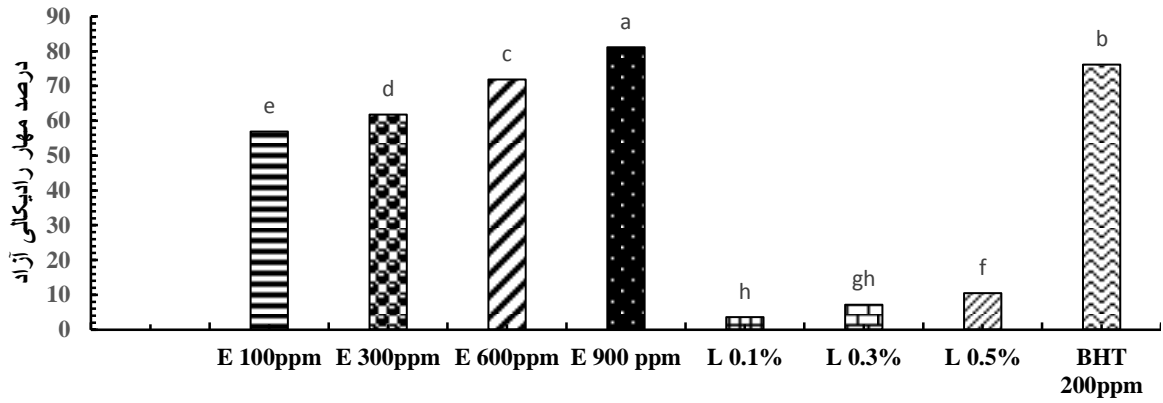 درصد مهار رادیکالی آزاد
90
80
70
60
50
40
30
20
10
0
e
d
c
a
h
gh
f
b
E 100ppm
E 300ppm
E 600ppm
E 900 ppm
L 0.1%
L 0.3%
L 0.5%
BHT
200ppm